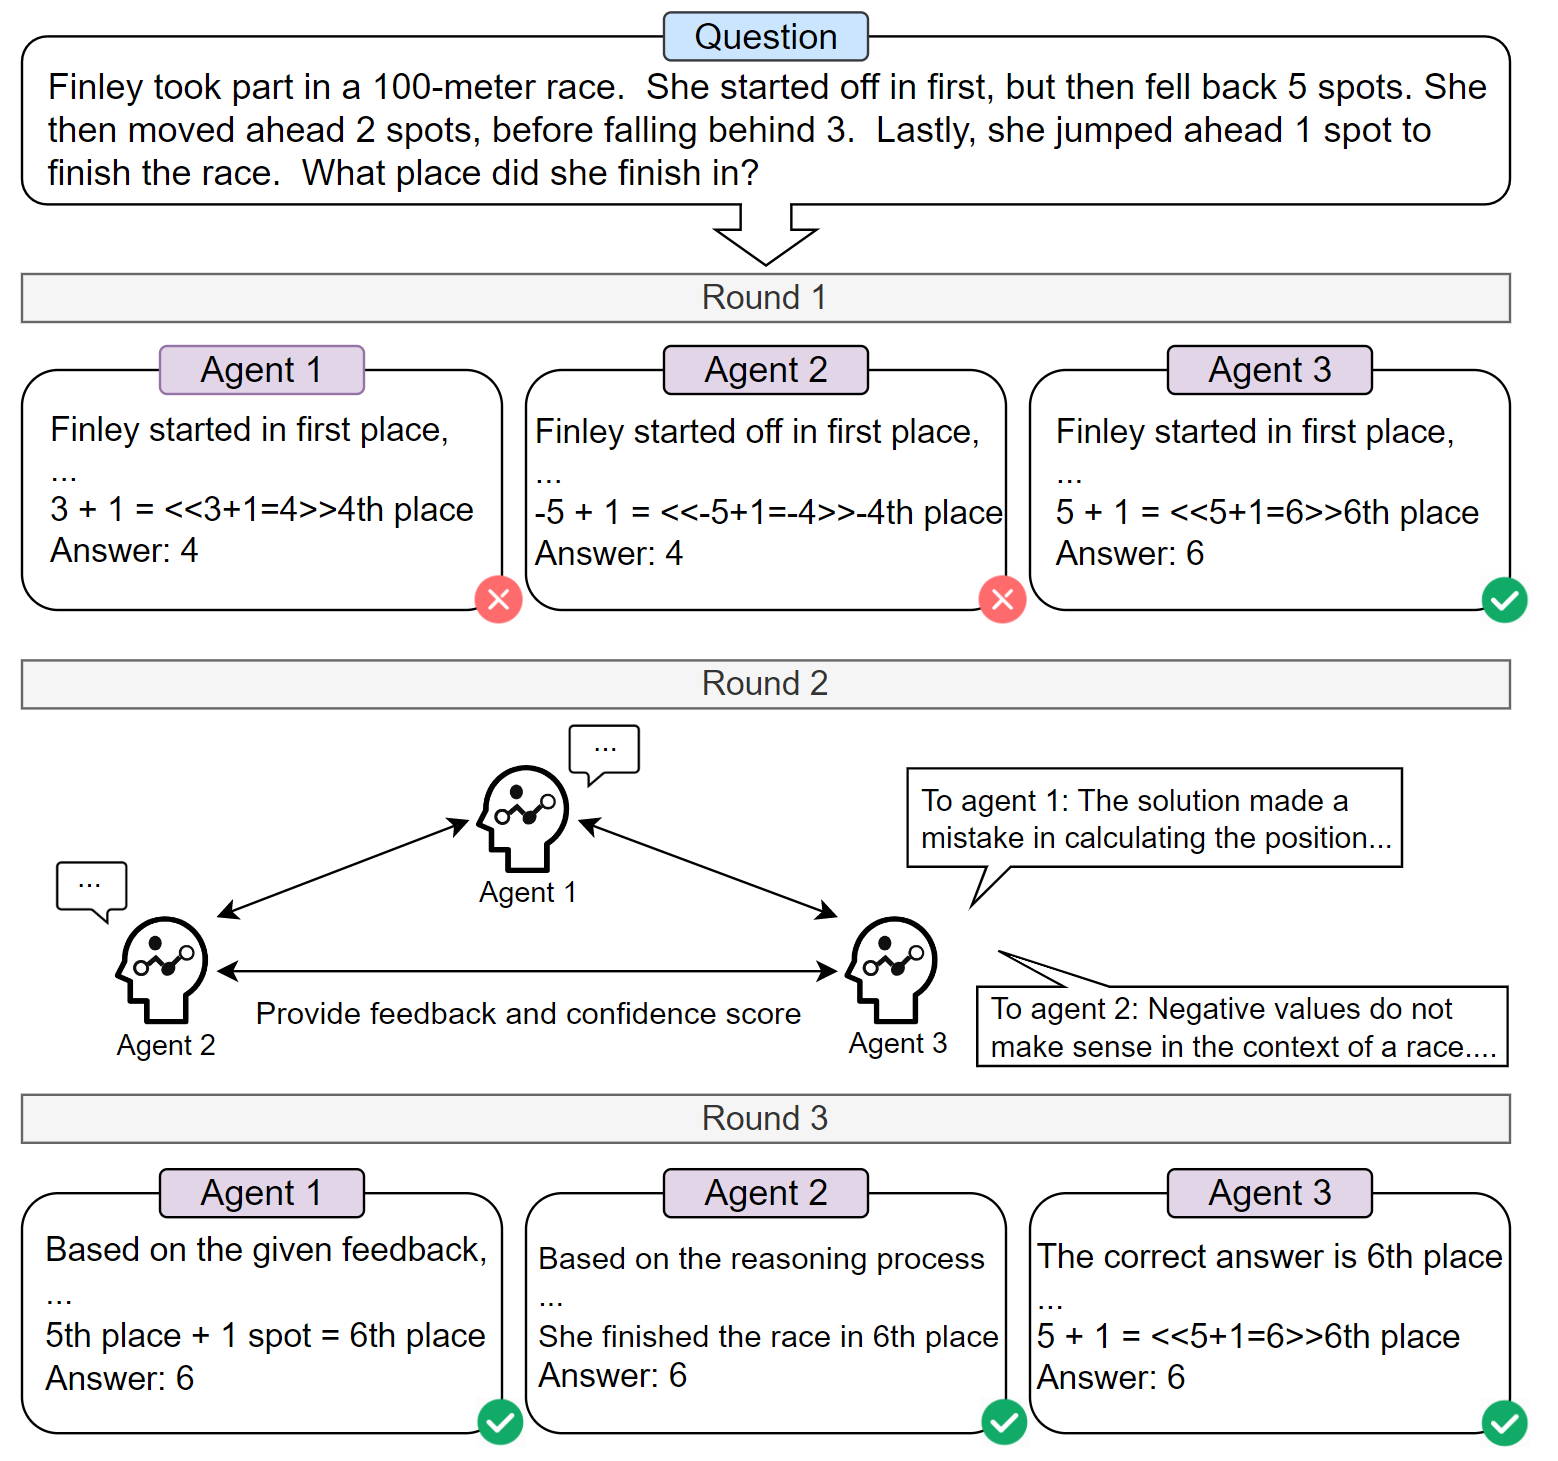 Question
Finley took part in a 100-meter race.  She started off in first, but then fell back 5 spots. She
then moved ahead 2 spots, before falling behind 3.  Lastly, she jumped ahead 1 spot to
finish the race.  What place did she finish in?
Round 1
Agent 1
Finley started in first place,
...
3 + 1 = <<3+1=4>>4th place
Answer: 4
Agent 2
Finley started off in first place,
...
-5 + 1 = <<-5+1=-4>>-4th place
Answer: 4
Agent 3
Finley started in first place,
...
5 + 1 = <<5+1=6>>6th place
Answer: 6
Round 2
...
Agent 1
...
Agent 2
Provide feedback and confidence score
Agent 3
To agent 1: The solution made a
mistake in calculating the position...
To agent 2: Negative values do not
make sense in the context of a race....
Round 3
Agent 1
Based on the given feedback,
...
5th place + 1 spot = 6th place
Answer: 6
Agent 2
Based on the reasoning process
...
She finished the race in 6th place
Answer: 6
Agent 3
The correct answer is 6th place
...
5 + 1 = <<5+1=6>>6th place
Answer: 6